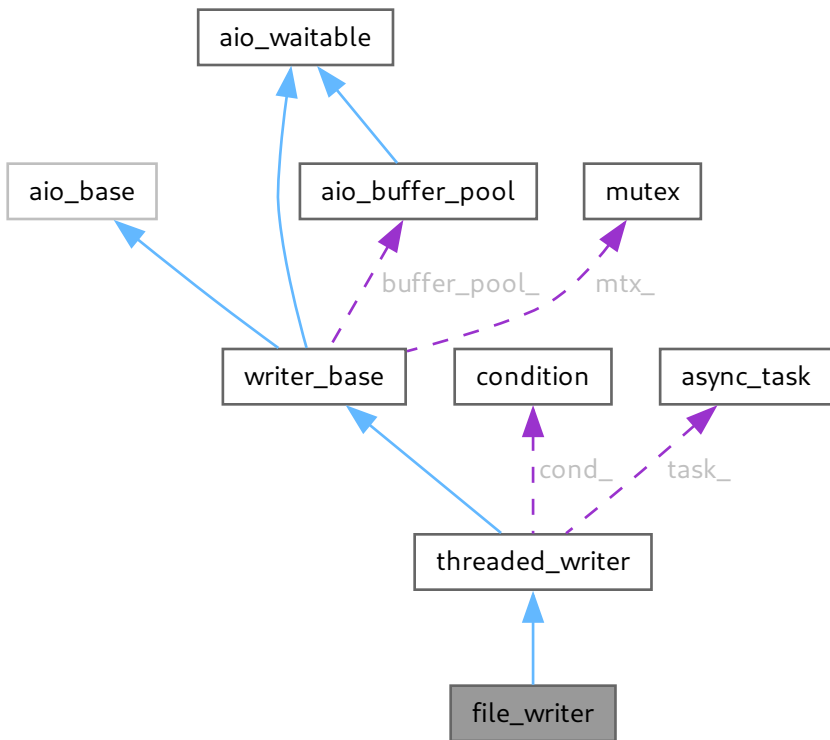 aio_waitable
aio_base
aio_buffer_pool
mutex
buffer_pool_
mtx_
writer_base
condition
async_task
cond_
task_
threaded_writer
file_writer